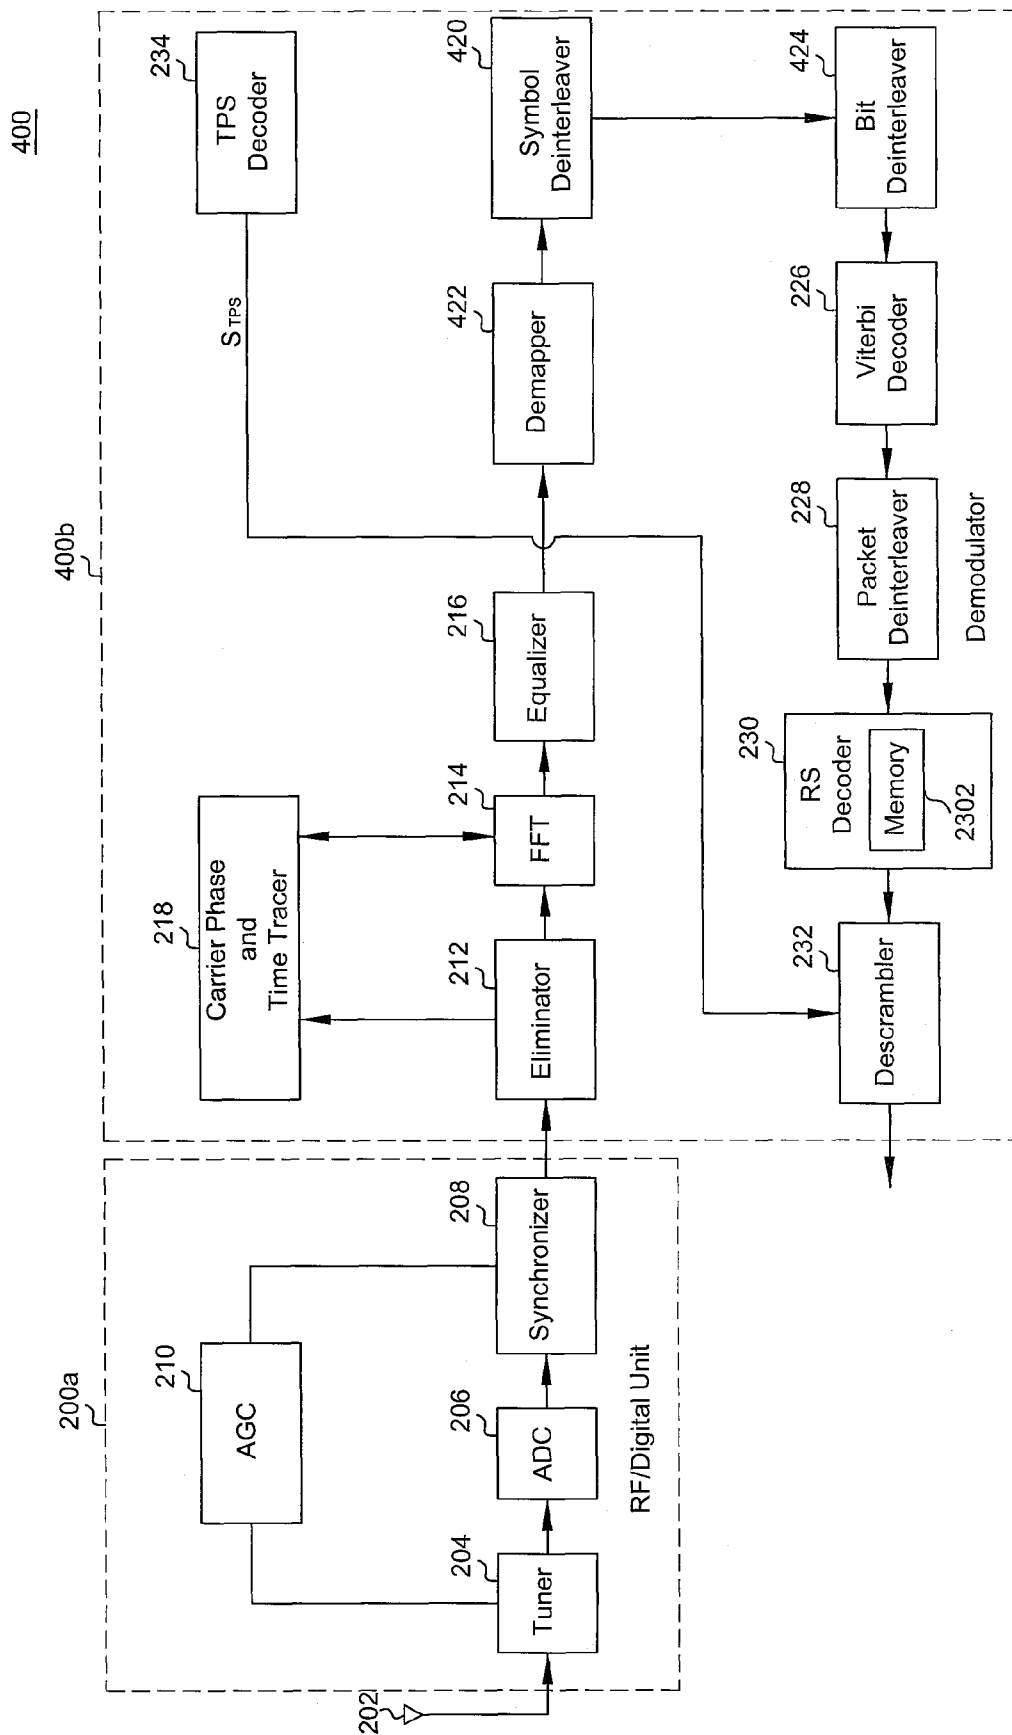 400
200a
400b
210
AGC
218
Carrier Phase
and
Time Tracer
234
TPS
Decoder
STPS
202
204
Tuner
206
ADC
208
Synchronizer
RF/Digital Unit
212
Eliminator
214
FFT
216
Equalizer
422
Demapper
420
Symbol
Deinterleaver
232
Descrambler
230
RS
Decoder
Memory
2302
228
Packet
Deinterleaver
226
Viterbi
Decoder
424
Bit
Deinterleaver
Demodulator